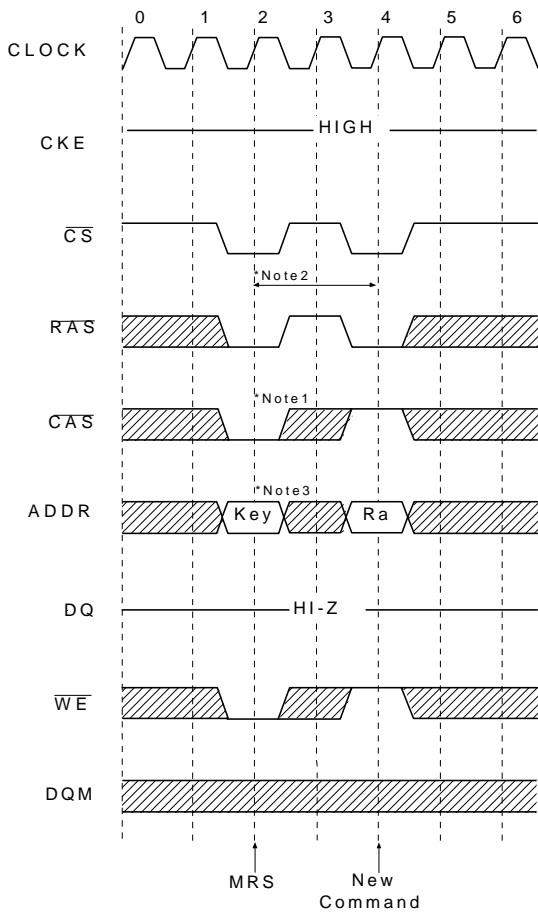 0 1 2 3 4 5 6
CLOCK
HIGH
CKE
CS
*Note2
RAS
*Note1
CAS
*Note3
ADDR Key Ra
DQ HI-Z
WE
DQM
MRS New
Command